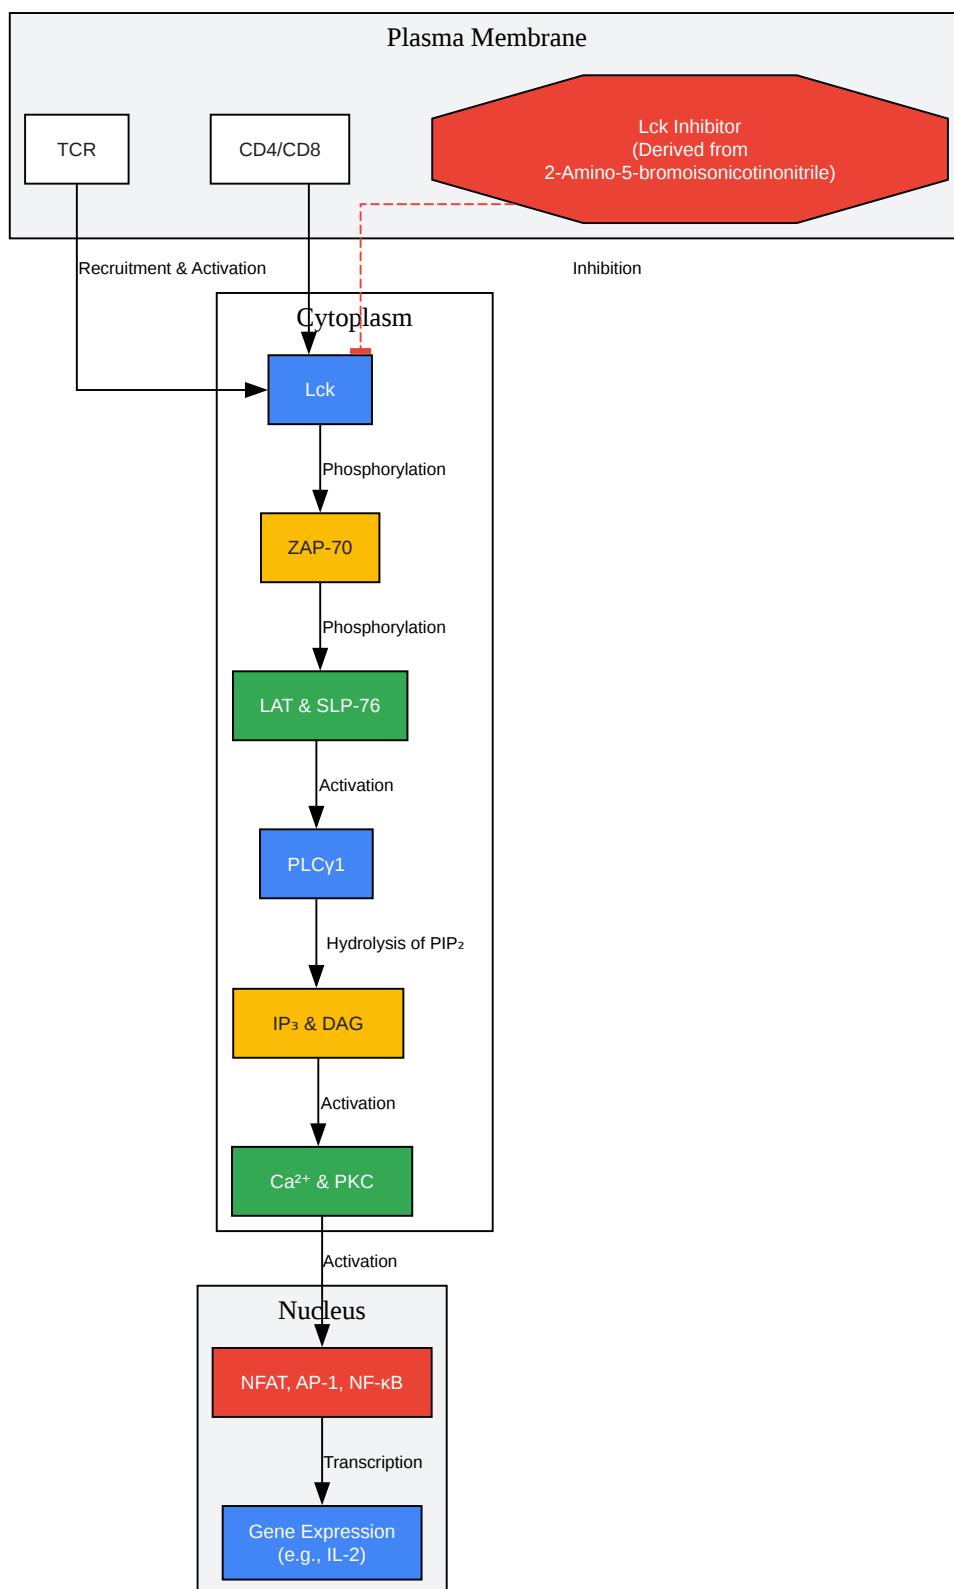 Plasma Membrane
TCR
CD4/CD8
Lck Inhibitor
(Derived from
2-Amino-5-bromoisonicotinonitrile)
Recruitment & Activation
Inhibition
Cytoplasm
Lck
Phosphorylation
ZAP-70
Phosphorylation
LAT & SLP-76
Activation
PLCγ1
Hydrolysis of PIP₂
IP₃ & DAG
Activation
Ca²⁺ & PKC
Activation
Nucleus
NFAT, AP-1, NF-κB
Transcription
Gene Expression
(e.g., IL-2)